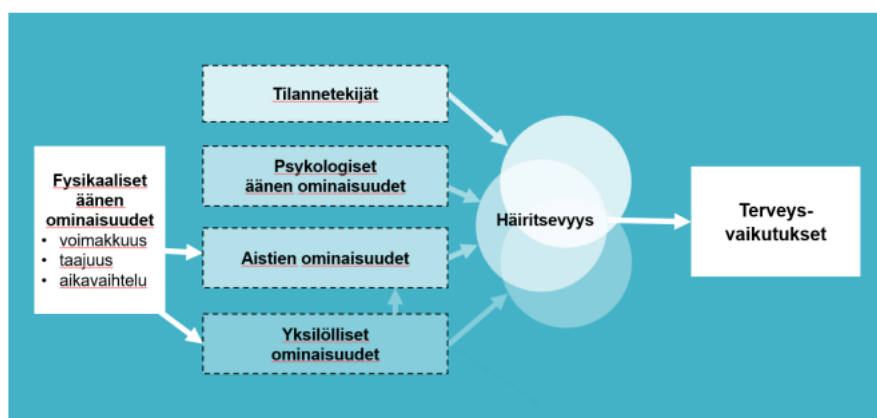 Fysikaaliset
äänen
ominaisuudet
• voimakkuus
• taajuus
• aikavaihtelu
Tilannetekijät
Psykologiset
äänen ominaisuudet
Aistien ominaisuudet
Yksilölliset
ominaisuudet
Häiritsevyys
Terveys-
vaikutukset